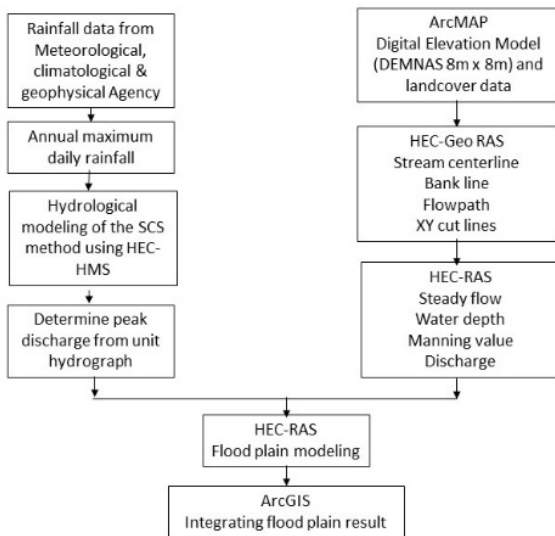 Rainfall data from
Meteorological,
climatological &
geophysical Agency
Annual maximum
daily rainfall
Hydrological
modeling of the SCS
method using HEC-
HMS
Determine peak
discharge from unit
hydrograph
ArcMAP
Digital Elevation Model
(DEMNAS 8m x 8m) and
landcover data
HEC-Geo RAS
Stream centerline
Bank line
Flowpath
XY cut lines
HEC-RAS
Steady flow
Water depth
Manning value
Discharge
HEC-RAS
Flood plain modeling
ArcGIS
Integrating flood plain result